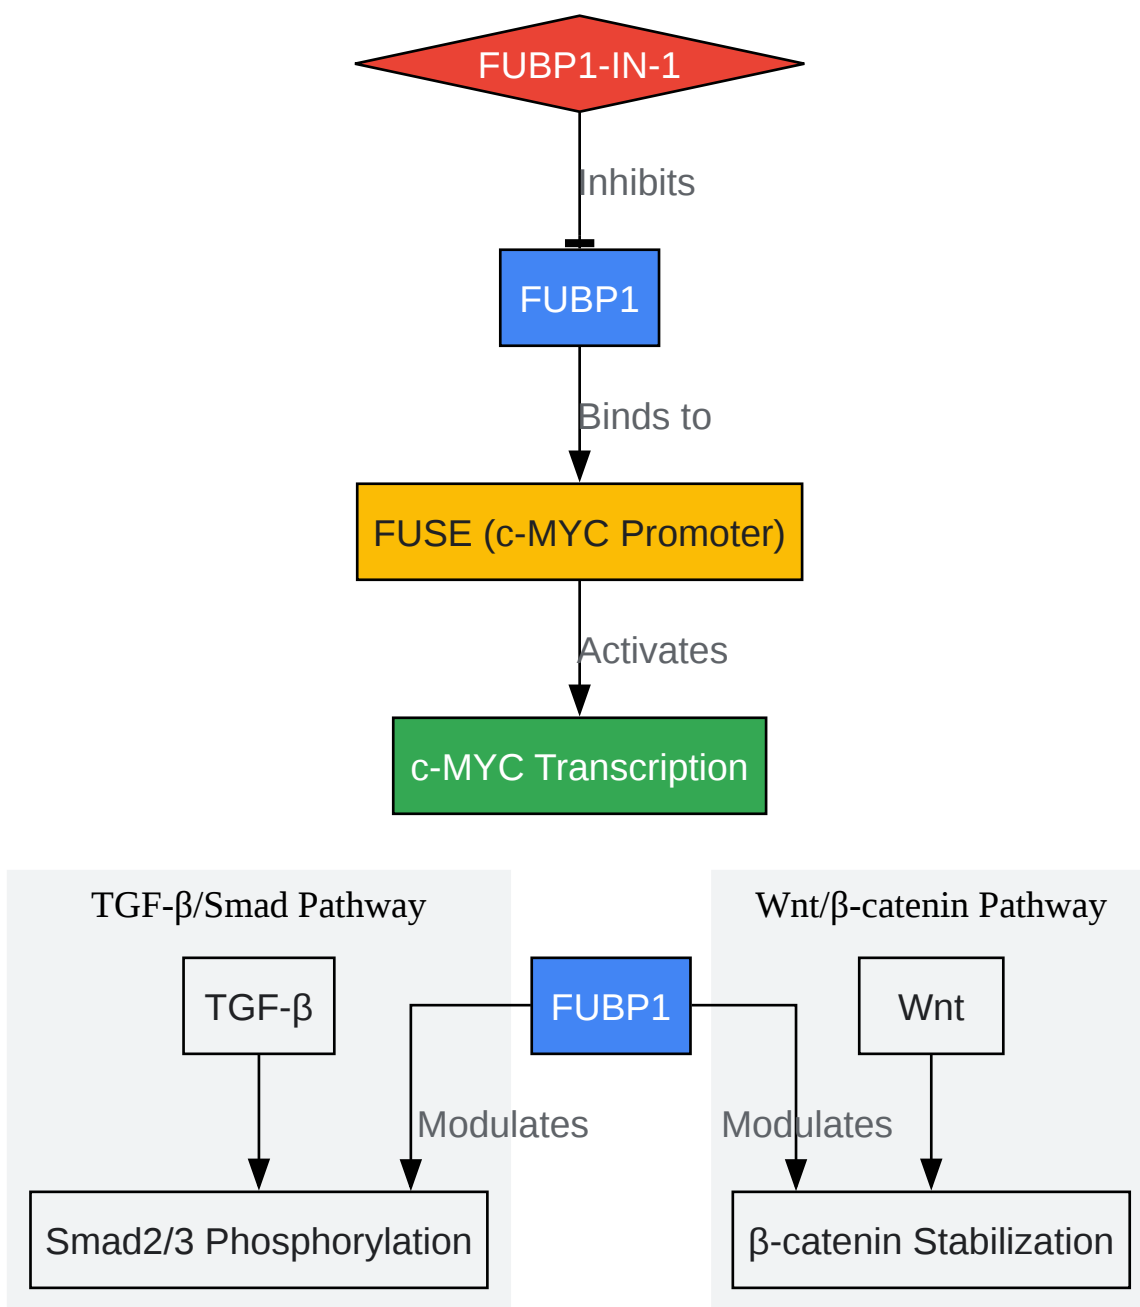 FUBP1-IN-1
Inhibits
FUBP1
Binds to
FUSE (c-MYC Promoter)
Activates
c-MYC Transcription
TGF-β/Smad Pathway
Wnt/β-catenin Pathway
TGF-β
FUBP1
Wnt
Modulates
Modulates
Smad2/3 Phosphorylation
β-catenin Stabilization